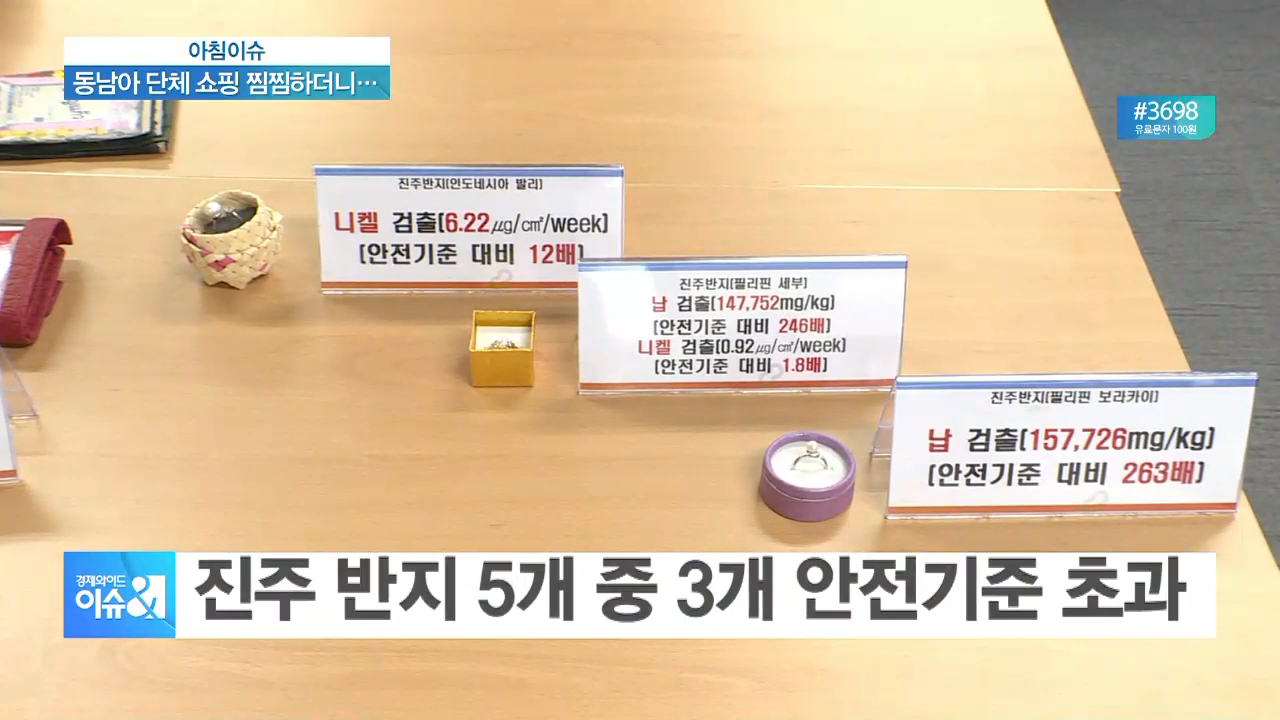 아침이슈
동남아 단체 쇼핑 찜찜하더니…
#3698
유료문자 100원
진주반지(인도네시아 발리)
니켈 검출(6.22㎍/㎠/week)
(안전기준 대비 12배)
진주반지(필리핀 세부)
납 검출(147,752mg/kg)
(안전기준 대비 246배)
니켈 검출(0.92㎍/㎠/week)
(안전기준 대비 1.8배)
진주반지(필리핀 보라카이)
납 검출(157,726mg/kg)
(안전기준 대비 263배)
경제와이드
이슈&
진주 반지 5개 중 3개 안전기준 초과